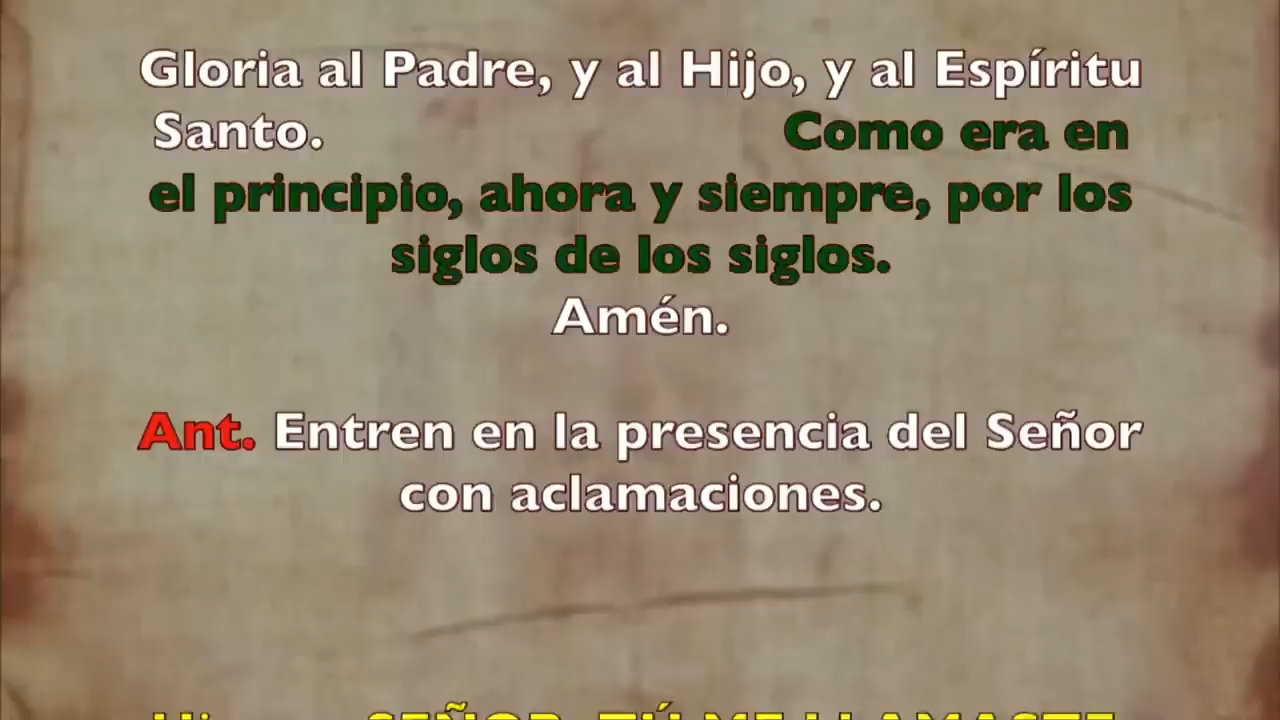 Gloria al Padre, y al Hijo, y al Espíritu
Santo. Como era en
el principio, ahora y siempre, por los
siglos de los siglos.
Amén.
Ant. Entren en la presencia del Señor
con aclamaciones.
SEÑOR, TÚ ME LLAMASTE